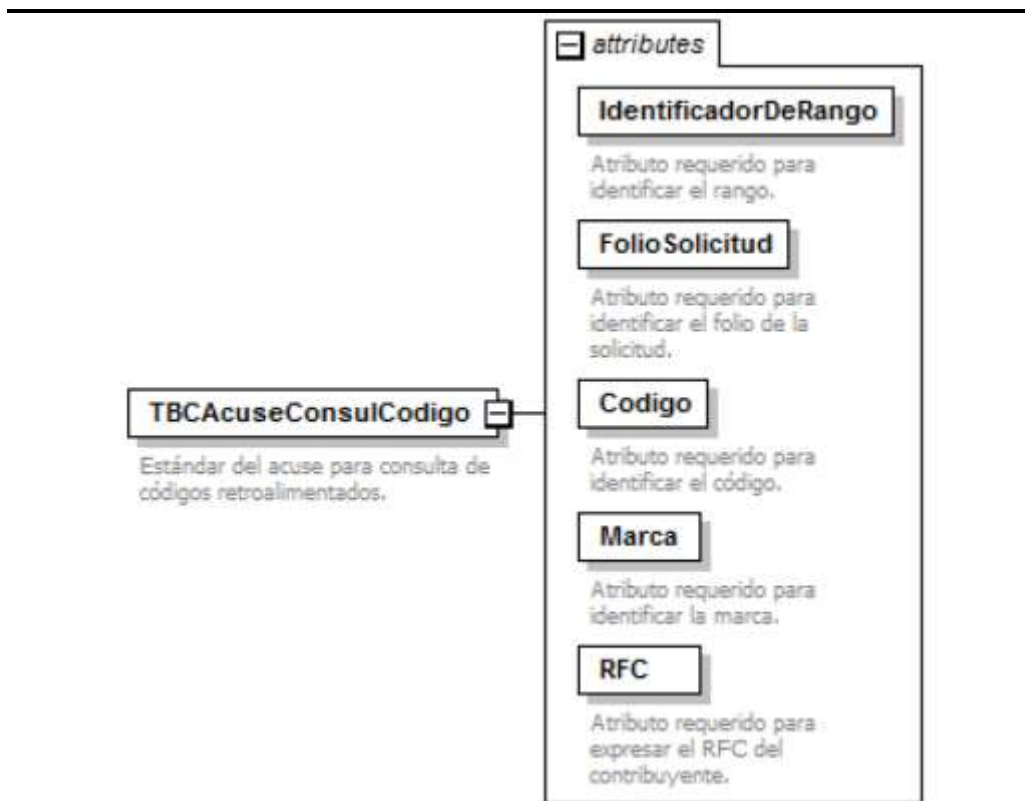 attributes
IdentificadorDeRango
Atributo requerido para
identificar el rango.
FolioSolicitud
Atributo requerido para
identificar el folio de la
solicitud.
TBCAcuseConsulCodigo
Estándar del acuse para consulta de
códigos retroalimentados.
Codigo
Atributo requerido para
identificar el código.
Marca
Atributo requerido para
identificar la marca.
RFC
Atributo requerido para
expresar el RFC del
contribuyente.